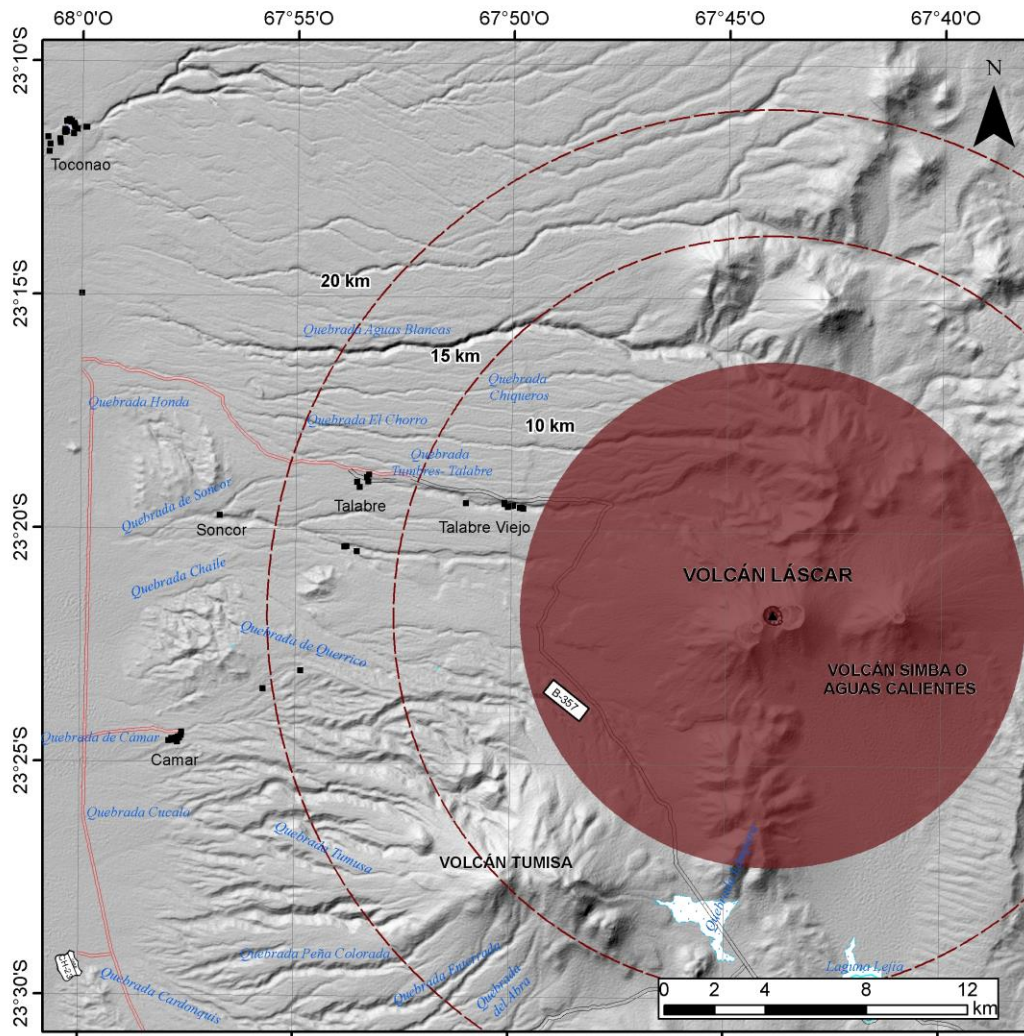 68°0'O
67°55'O
67°50'O
67°45'O
67°40'O
23°10'S
N
Toconao
23°15'S
20 km
Quebrada Aguas Blancas
15 km
Quebrada
Chiqueros
Quebrada Honda
Quebrada El Chorro
10 km
Quebrada
Tumbres- Talabre
Quebrada de Soncor
Talabre
Soncor
Talabre Viejo
23°20'S
Quebrada Chaile
VOLCÁN LÁSCAR
Quebrada de Querrico
VOLCÁN SIMBA O
AGUAS CALIENTES
B-357
Quebrada de Cámar
Camar
23°25'S
Quebrada Cucalo
Quebrada Tumusa
VOLCÁN TUMISA
Quebrada
Quebrada Peña Colorada
Quebrada Enterrada
Quebrada
del Abra
Laguna Lejía
Quebrada Cardonquis
23°30'S
0 2 4 8 12
km